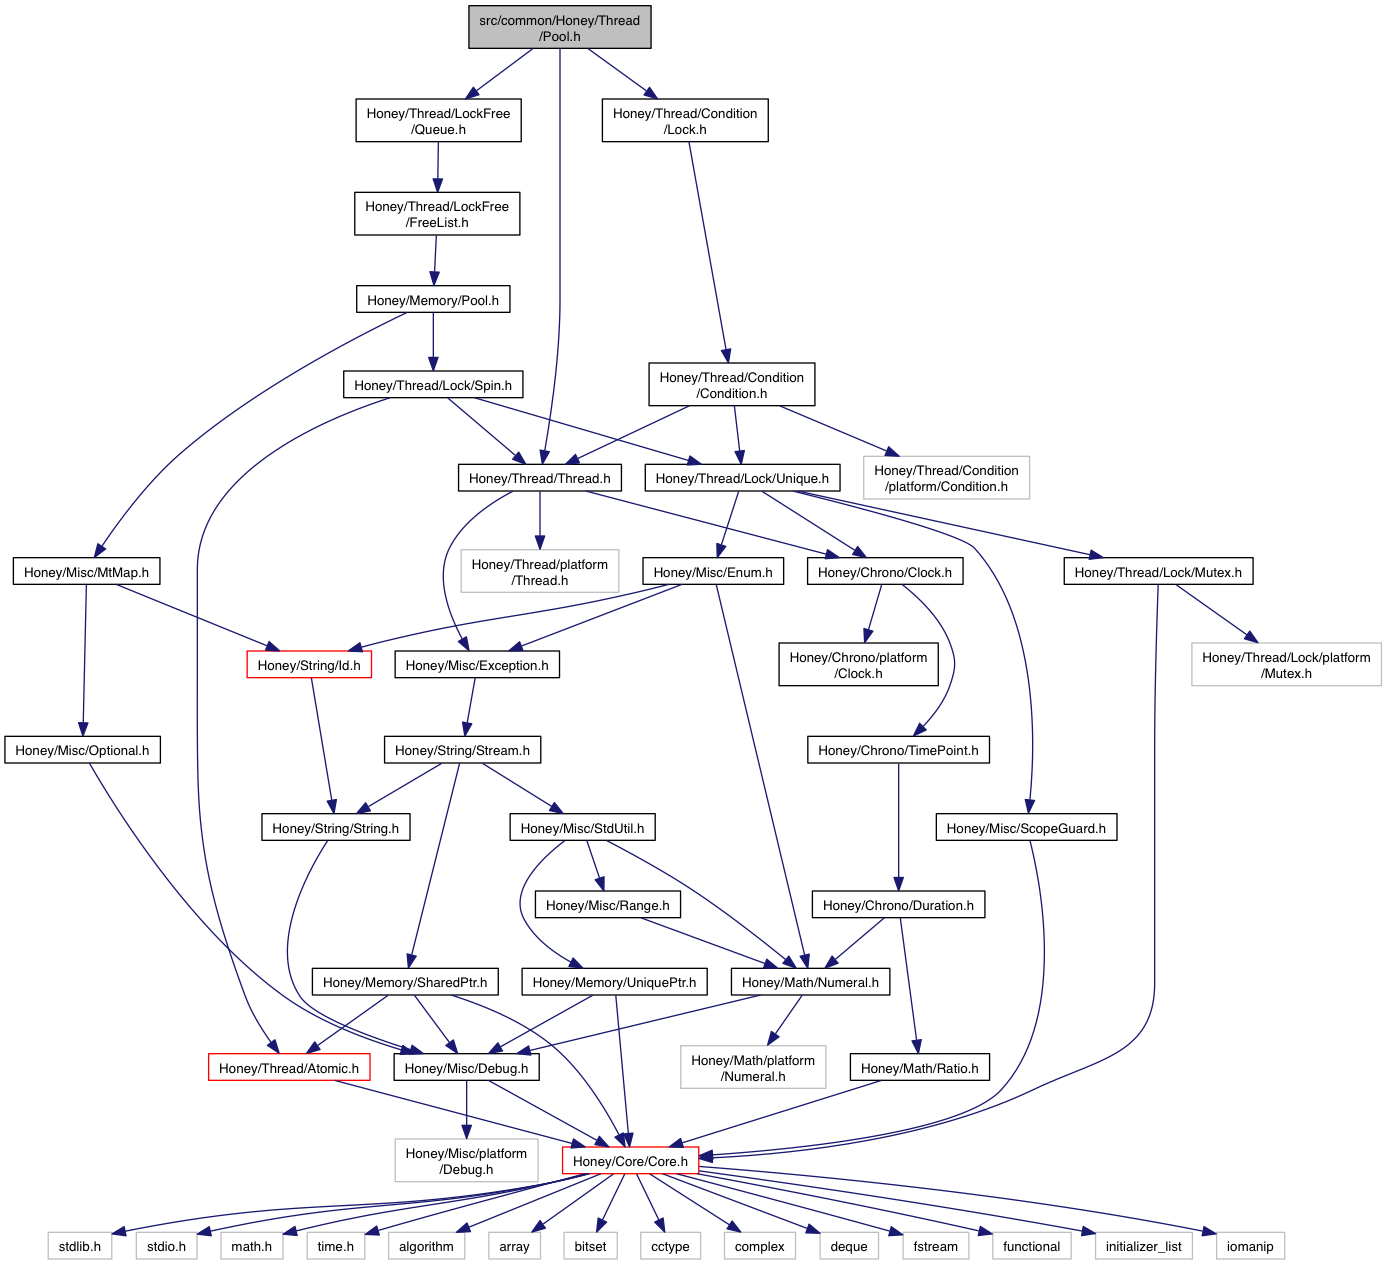 src/common/Honey/Thread
/Pool.h
Honey/Thread/LockFree
/Queue.h
Honey/Thread/Condition
/Lock.h
Honey/Thread/LockFree
/FreeList.h
Honey/Memory/Pool.h
Honey/Thread/Lock/Spin.h
Honey/Thread/Condition
/Condition.h
Honey/Thread/Thread.h
Honey/Thread/Lock/Unique.h
Honey/Thread/Condition
/platform/Condition.h
Honey/Misc/MtMap.h
Honey/Thread/platform
/Thread.h
Honey/Misc/Enum.h
Honey/Chrono/Clock.h
Honey/Thread/Lock/Mutex.h
Honey/String/Id.h
Honey/Misc/Exception.h
Honey/Chrono/platform
/Clock.h
Honey/Thread/Lock/platform
/Mutex.h
Honey/Misc/Optional.h
Honey/String/Stream.h
Honey/Chrono/TimePoint.h
Honey/String/String.h
Honey/Misc/StdUtil.h
Honey/Misc/ScopeGuard.h
Honey/Misc/Range.h
Honey/Chrono/Duration.h
Honey/Memory/SharedPtr.h
Honey/Memory/UniquePtr.h
Honey/Math/Numeral.h
Honey/Thread/Atomic.h
Honey/Misc/Debug.h
Honey/Math/platform
/Numeral.h
Honey/Math/Ratio.h
Honey/Misc/platform
/Debug.h
Honey/Core/Core.h
stdlib.h
stdio.h
math.h
time.h
algorithm
array
bitset
cctype
complex
deque
fstream
functional
initializer_list
iomanip